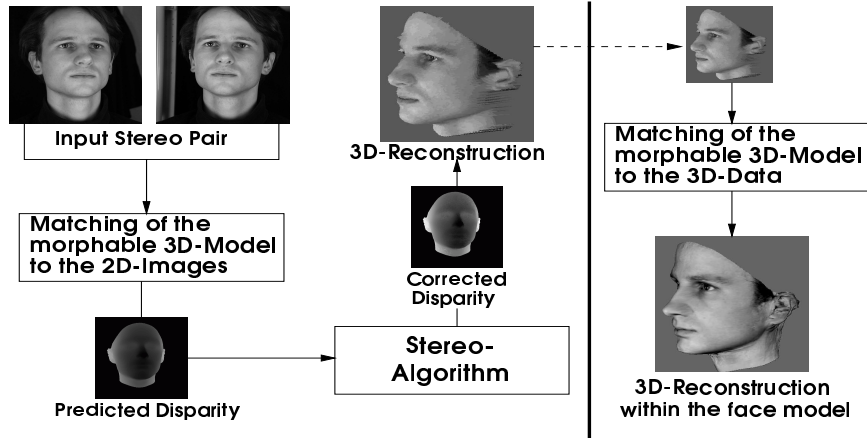 Input Stereo Pair
Matching of the
morphable 3D-Model
to the 2D-Images
Predicted Disparity
3D-Reconstruction
Corrected
Disparity
Stereo-
Algorithm
Matching of the
morphable 3D-Model
to the 3D-Data
3D-Reconstruction
within the face model